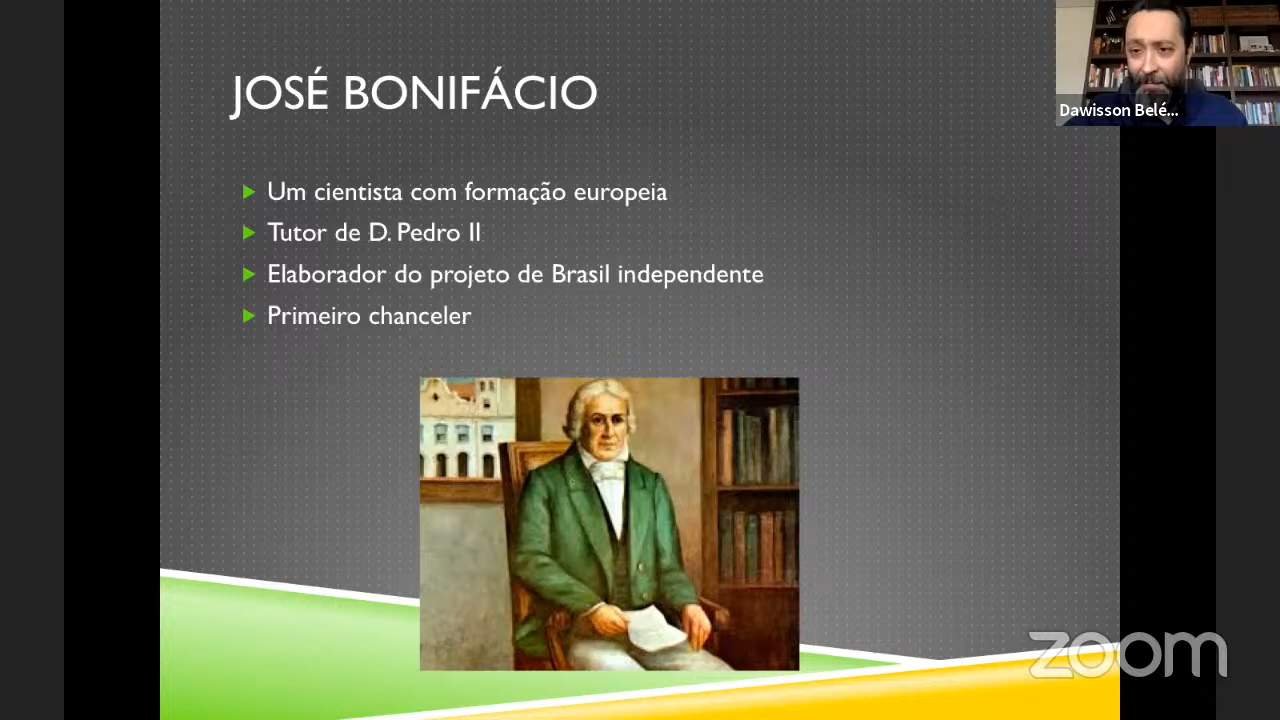 JOSÉ BONIFÁCIO
Um cientista com formação europeia
Tutor de D. Pedro II
Elaborador do projeto de Brasil independente
Primeiro chanceler
Dawisson Belé...
zoom